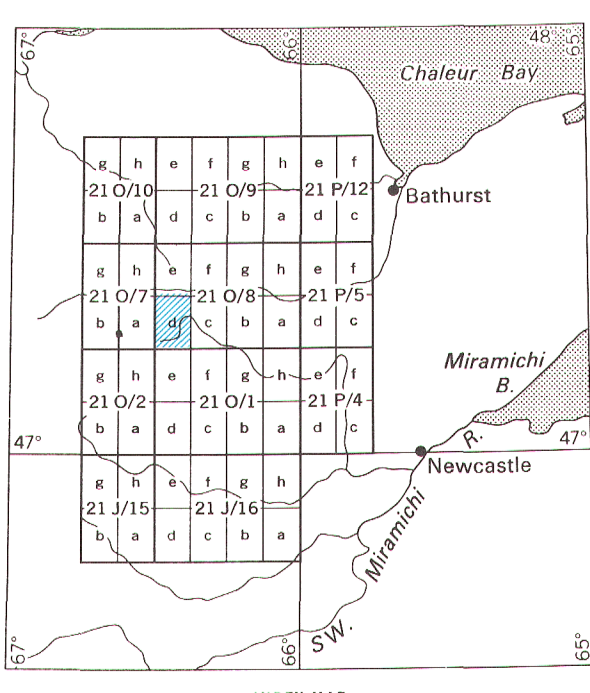 67° 66° 48° 65°
Chaleur Bay
g h e f g h e f
21 O/10 21 O/9 21 P/12
Bathurst
b a d c b a d c
g h e f g h e f
21 O/7 21 O/8 21 P/5
b a d c b a d c
Miramichi
B.
g h e f g h e f
21 O/2 21 O/1 21 P/4
b a d c b a d c
R.
47° 47°
Newcastle
g h e f g h
21 J/15 21 J/16
b a d c b a
Miramichi
SW.
67° 66° 65°